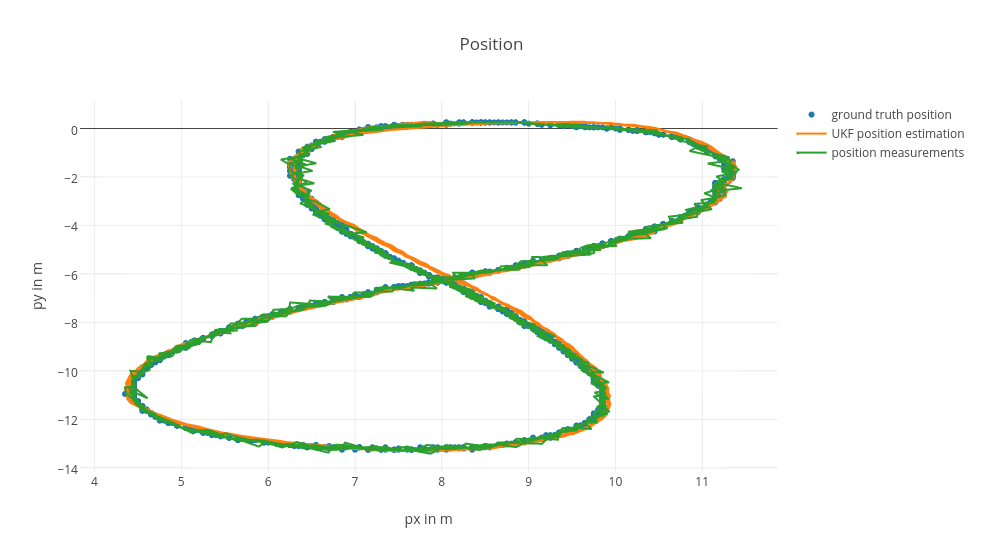 Position
ground truth position
UKF position estimation
position measurements
py in m
0
−2
−4
−6
−8
−10
−12
−14
4 5 6 7 8 9 10 11
px in m